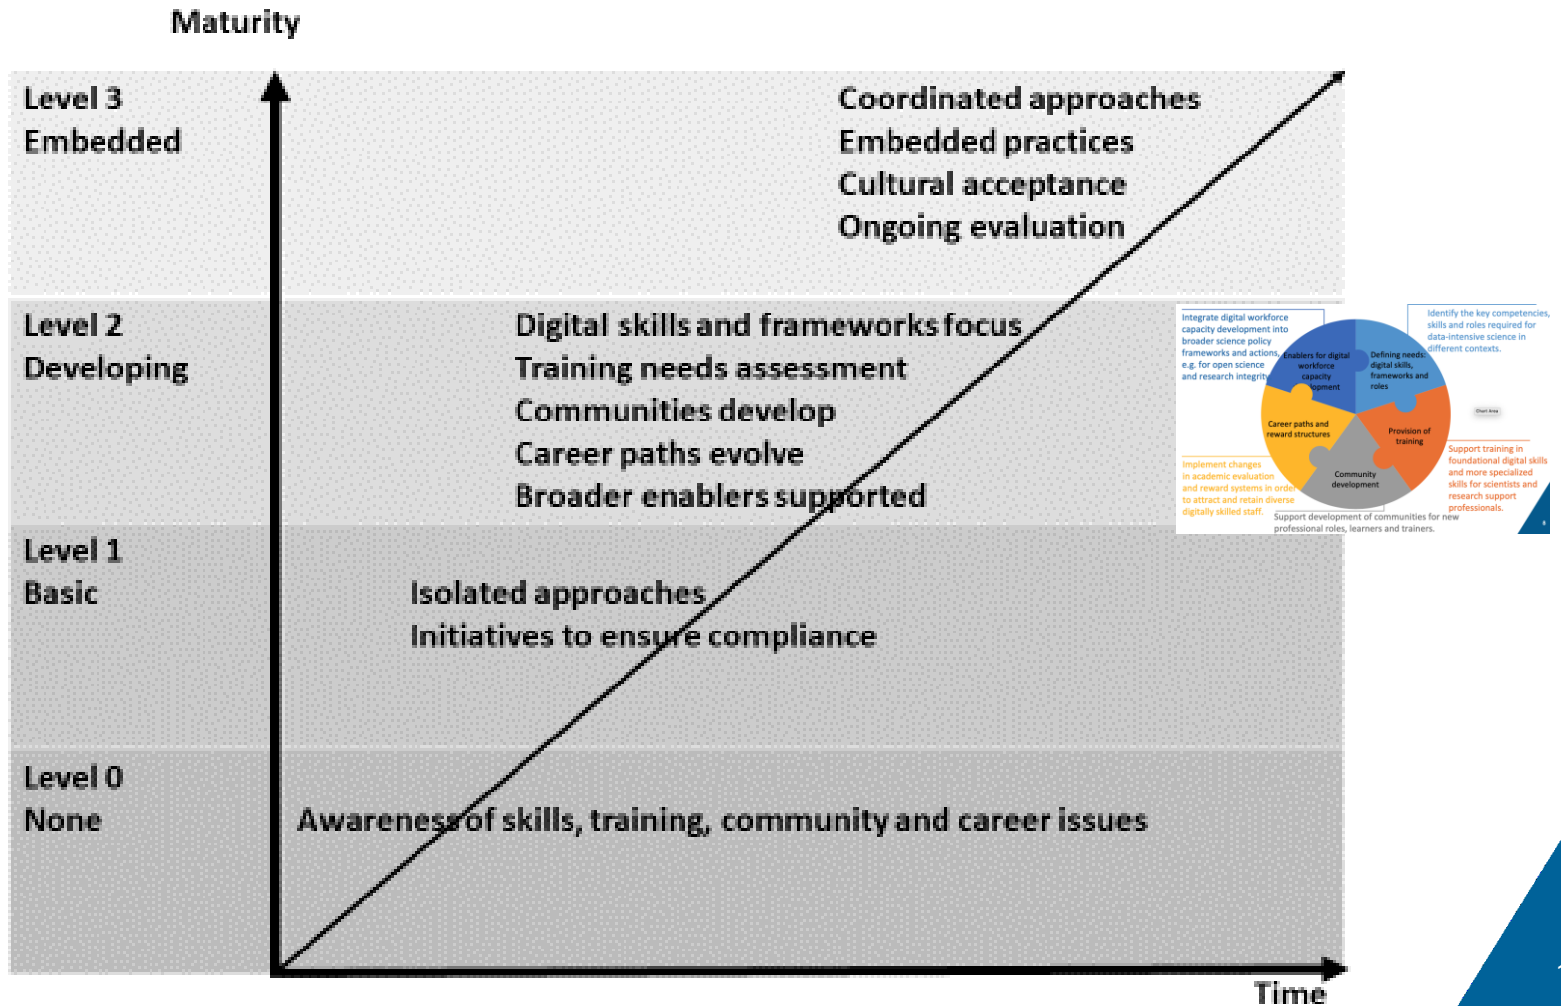 Maturity
Level 3
Embedded
Coordinated approaches
Embedded practices
Cultural acceptance
Ongoing evaluation
Level 2
Developing
Digital skills and frameworks focus
Training needs assessment
Communities develop
Career paths evolve
Broader enablers supported
Integrate digital workforce
capacity development into
broader science policy
frameworks and actions,
e.g. for open science
and research integrity
Identify the key competencies,
skills and roles required for
data-intensive science in
different contexts.
Enablers for digital
workforce
capacity
lopment
Defining needs:
digital skills,
frameworks and
roles
Career paths and
reward structures
Provision of
training
Community
development
Chart Area
Implement changes
in academic evaluation
and reward systems in order
to attract and retain diverse
digitally skilled staff.
Support training in
foundational digital skills
and more specialized
skills for scientists and
research support
professionals.
Support development of communities for new
professional roles, learners and trainers.
Level 1
Basic
Isolated approaches
Initiatives to ensure compliance
Level 0
None
Awareness of skills, training, community and career issues
Time